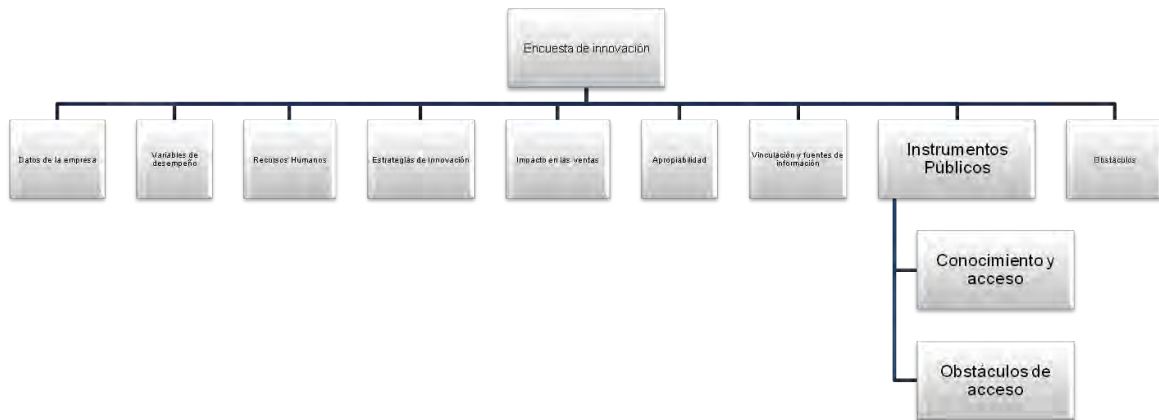 Encuesta de innovación
Datos de la empresa
Variables de
desempeño
Recursos Humanos
Estrategias de innovación
Impacto en las ventas
Apropiabilidad
Vinculación y fuentes de
información
Instrumentos
Públicos
Obstáculos
Conocimiento y
acceso
Obstáculos de
acceso